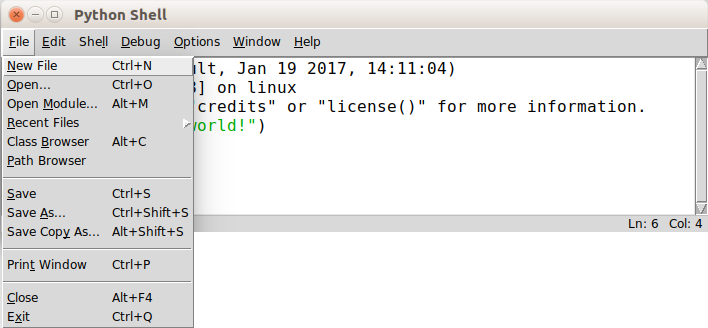 Python Shell
File Edit Shell Debug Options Window Help
New File Ctrl+N
Open... Ctrl+O
Open Module... Alt+M
Recent Files
Class Browser Alt+C
Path Browser
Save Ctrl+S
Save As... Ctrl+Shift+S
Save Copy As... Alt+Shift+S
Print Window Ctrl+P
Close Alt+F4
Exit Ctrl+Q
ult, Jan 19 2017, 14:11:04)
] on linux
"credits" or "license()" for more information.
world!")
Ln: 6 Col: 4